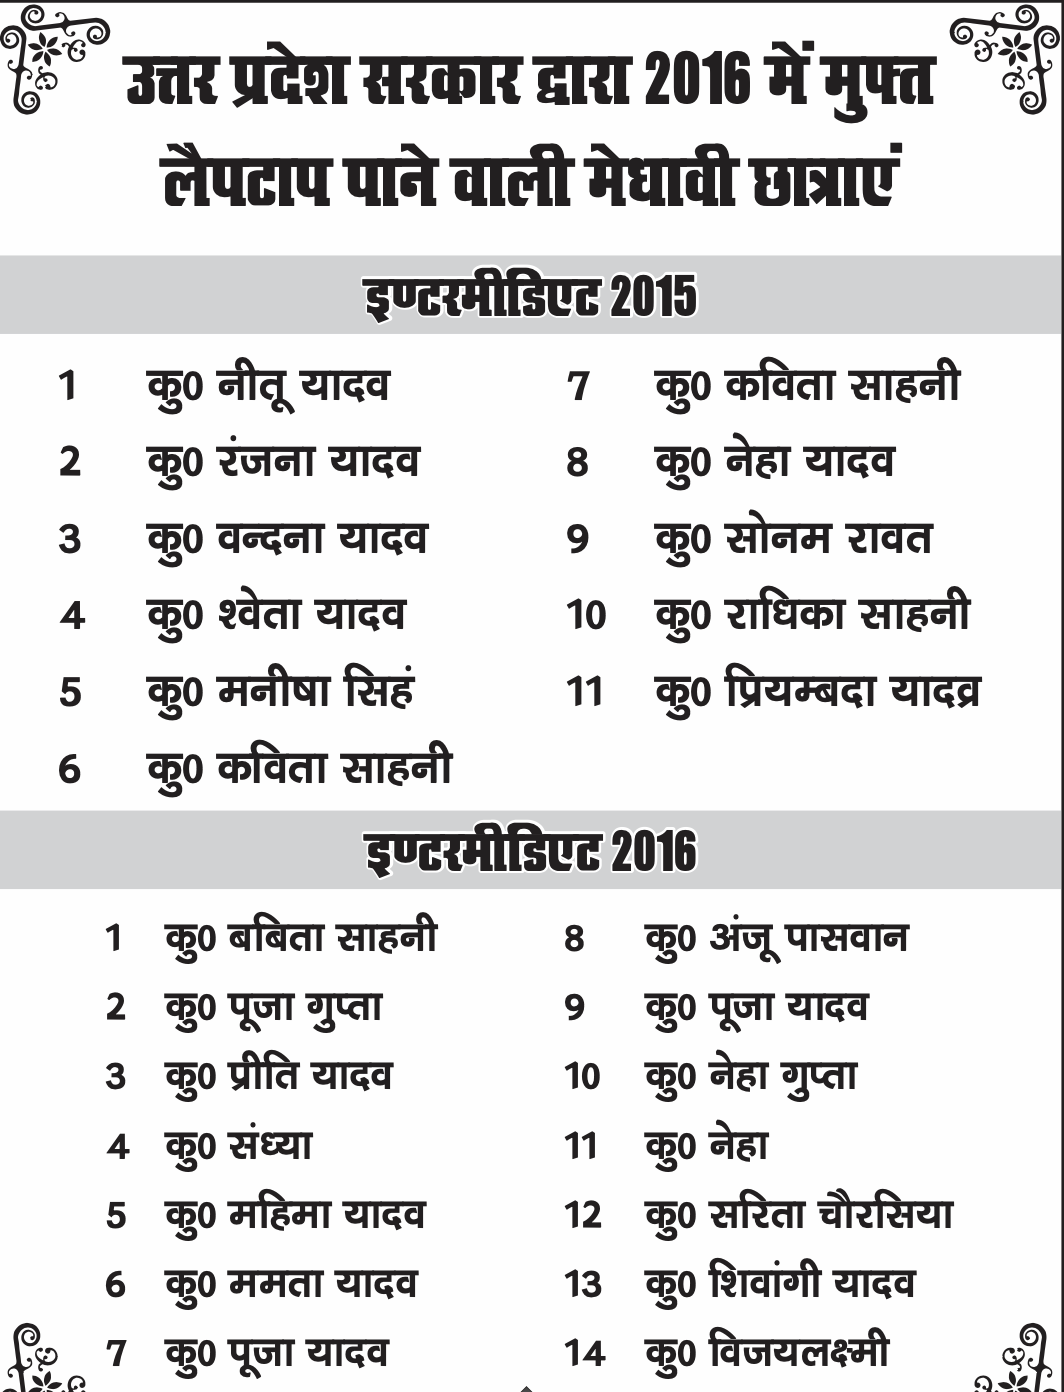 उत्तर प्रदेश सरकार द्वारा 2016 में मुफ्त
लैपटाप पाने वाली मेधावी छात्राएं
इण्टरमीडिएट 2015
1 कु0 नीतू यादव
2 कु0 रंजना यादव
3 कु0 वन्दना यादव
4 कु0 श्वेता यादव
5 कु0 मनीषा सिहं
6 कु0 कविता साहनी
7 कु0 कविता साहनी
8 कु0 नेहा यादव
9 कु0 सोनम रावत
10 कु0 राधिका साहनी
11 कु0 प्रियम्बदा यादव्र
इण्टरमीडिएट 2016
1 कु0 बबिता साहनी
2 कु0 पूजा गुप्ता
3 कु0 प्रीति यादव
4 कु0 संध्या
5 कु0 महिमा यादव
6 कु0 ममता यादव
7 कु0 पूजा यादव
8 कु0 अंजू पासवान
9 कु0 पूजा यादव
10 कु0 नेहा गुप्ता
11 कु0 नेहा
12 कु0 सरिता चौरसिया
13 कु0 शिवांगी यादव
14 कु0 विजयलक्ष्मी